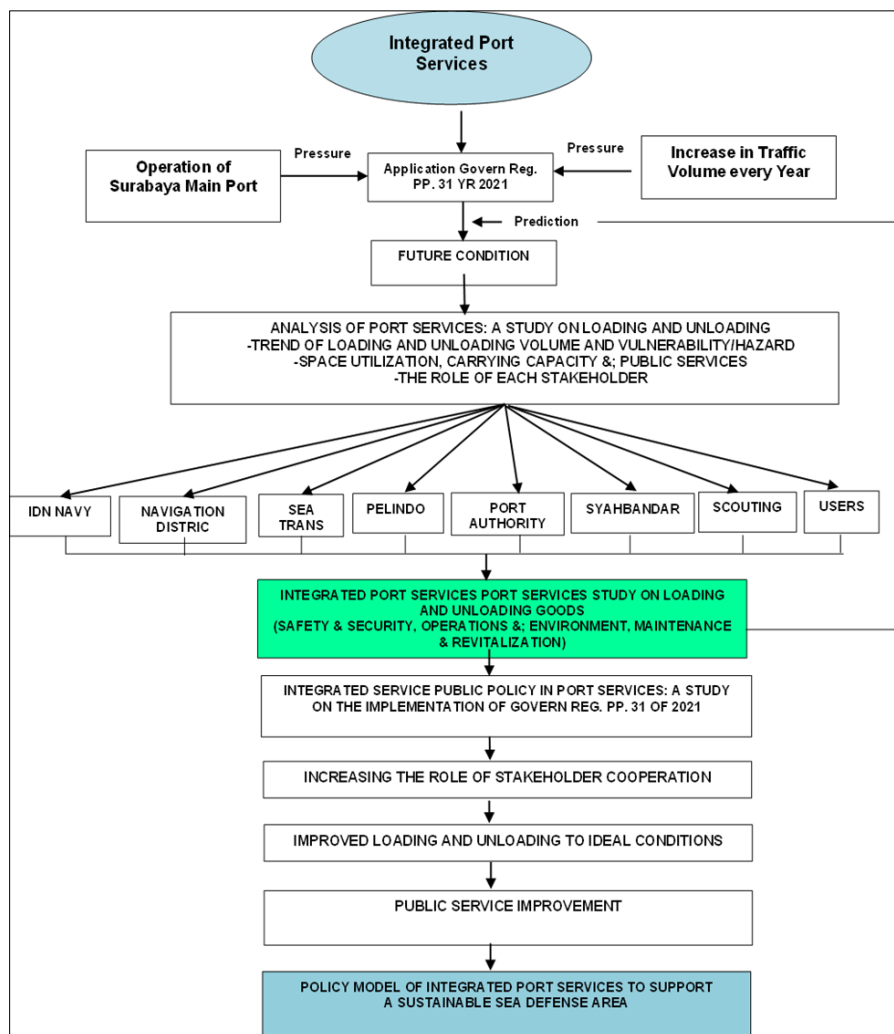 Integrated Port
Services
Operation of
Surabaya Main Port
Pressure
Application Govern Reg.
PP. 31 YR 2021
Pressure
Increase in Traffic
Volume every Year
Prediction
FUTURE CONDITION
ANALYSIS OF PORT SERVICES: A STUDY ON LOADING AND UNLOADING
-TREND OF LOADING AND UNLOADING VOLUME AND VULNERABILITY/HAZARD
-SPACE UTILIZATION, CARRYING CAPACITY &; PUBLIC SERVICES
-THE ROLE OF EACH STAKEHOLDER
IDN NAVY
NAVIGATION
DISTRIC
SEA
TRANS
PELINDO
PORT
AUTHORITY
SYAHBANDAR
SCOUTING
USERS
INTEGRATED PORT SERVICES PORT SERVICES STUDY ON LOADING
AND UNLOADING GOODS
(SAFETY & SECURITY, OPERATIONS &; ENVIRONMENT, MAINTENANCE
& REVITALIZATION)
INTEGRATED SERVICE PUBLIC POLICY IN PORT SERVICES: A STUDY
ON THE IMPLEMENTATION OF GOVERN REG. PP. 31 OF 2021
INCREASING THE ROLE OF STAKEHOLDER COOPERATION
IMPROVED LOADING AND UNLOADING TO IDEAL CONDITIONS
PUBLIC SERVICE IMPROVEMENT
POLICY MODEL OF INTEGRATED PORT SERVICES TO SUPPORT
A SUSTAINABLE SEA DEFENSE AREA